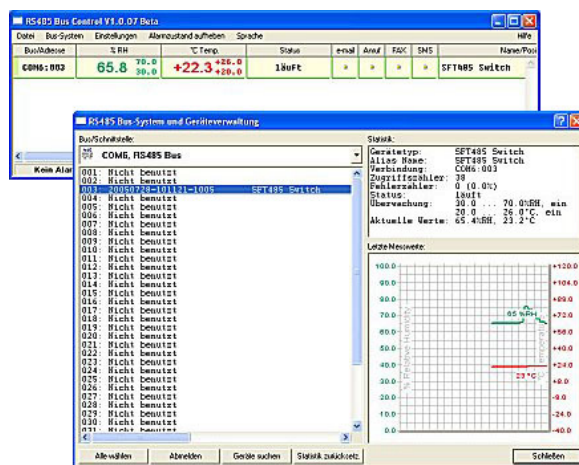 RS485 Bus Control V1.0.07 Beta
Datei Bus-System Einstellungen Alarmzustand aufheben Sprache Hilfe
Bus/Adresse % RH °C Temp. Status e-mail Anruf FAX SMS Name/Posi
COM6:003 65.8 70.0 30.0 +22.3 +26.0 +20.0 läuft » » » » SFT485 Switch
Kein Alar
RS485 Bus-System und Geräteverwaltung
Bus/Schnittstelle:
COM6, RS485 Bus
001: Nicht benutzt
002: Nicht benutzt
003: 20050728-101121-1005 SFT485 Switch
004: Nicht benutzt
005: Nicht benutzt
006: Nicht benutzt
007: Nicht benutzt
008: Nicht benutzt
009: Nicht benutzt
010: Nicht benutzt
011: Nicht benutzt
012: Nicht benutzt
013: Nicht benutzt
014: Nicht benutzt
015: Nicht benutzt
016: Nicht benutzt
017: Nicht benutzt
018: Nicht benutzt
019: Nicht benutzt
020: Nicht benutzt
021: Nicht benutzt
022: Nicht benutzt
023: Nicht benutzt
024: Nicht benutzt
025: Nicht benutzt
026: Nicht benutzt
027: Nicht benutzt
028: Nicht benutzt
029: Nicht benutzt
030: Nicht benutzt
031: Nicht benutzt
Statistik:
Gerätetyp: SFT485 Switch
Alias Name: SFT485 Switch
Verbindung: COM6:003
Zugriffszähler: 38
Fehlerzähler: 0 (0.0%)
Status: läuft
Überwachung: 30.0 ... 70.0%RH, ein
20.0 ... 26.0°C, ein
Aktuelle Werte: 65.4%RH, 23.2°C
Letzte Messwerte:
100.0 +120.0
90.0 +104.0
80.0 +88.0
70.0 +72.0
60.0 +56.0
50.0 +40.0
40.0 +24.0
30.0 +8.0
20.0 -8.0
10.0 -24.0
0.0 -40.0
% Relative Humidity
65 %RH
23 °C
°C Temperatur
Alle wählen Abmelden Geräte suchen Statistik zurücksetz. Schließen